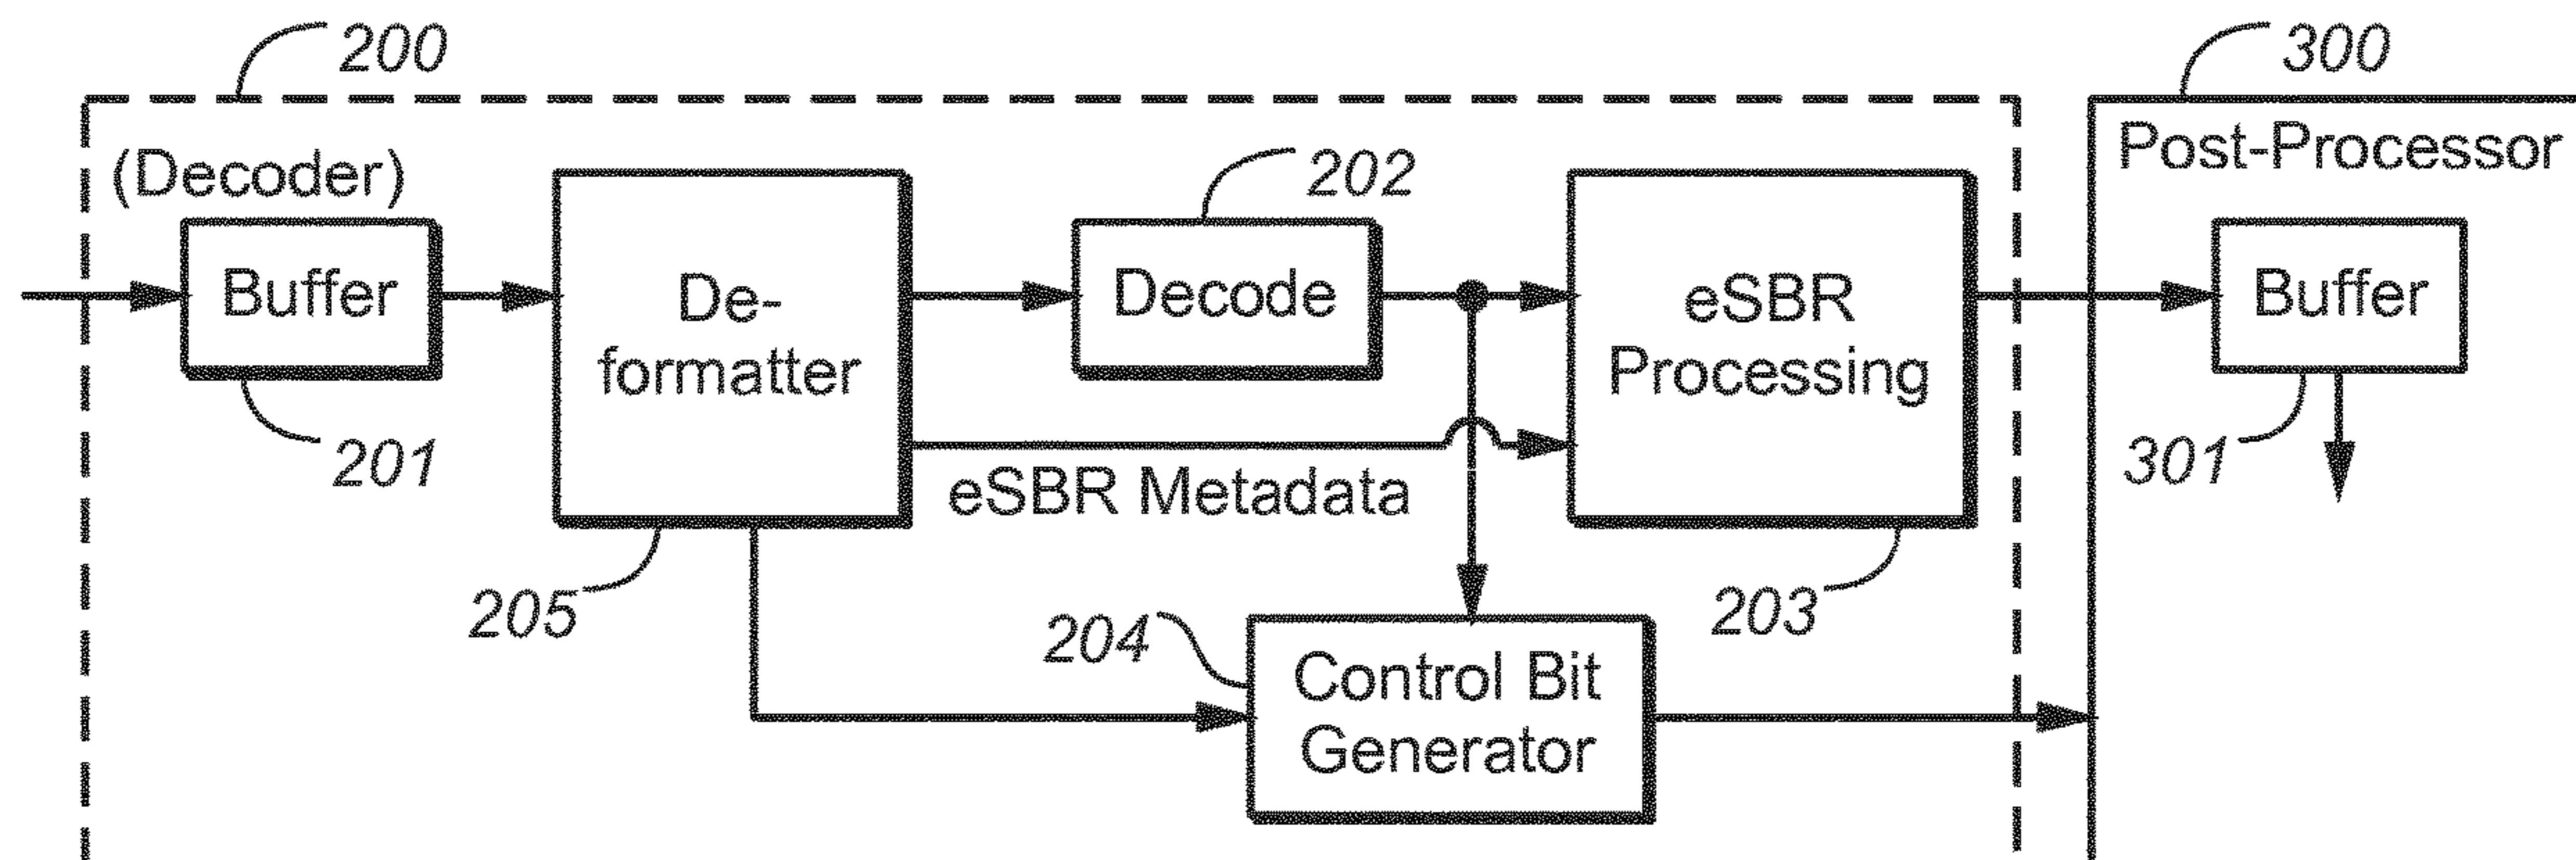 200
300
(Decoder)
Post-Processor
202
Buffer
De-
formatter
Decode
eSBR
Processing
Buffer
201
eSBR Metadata
301
205
204
203
Control Bit
Generator